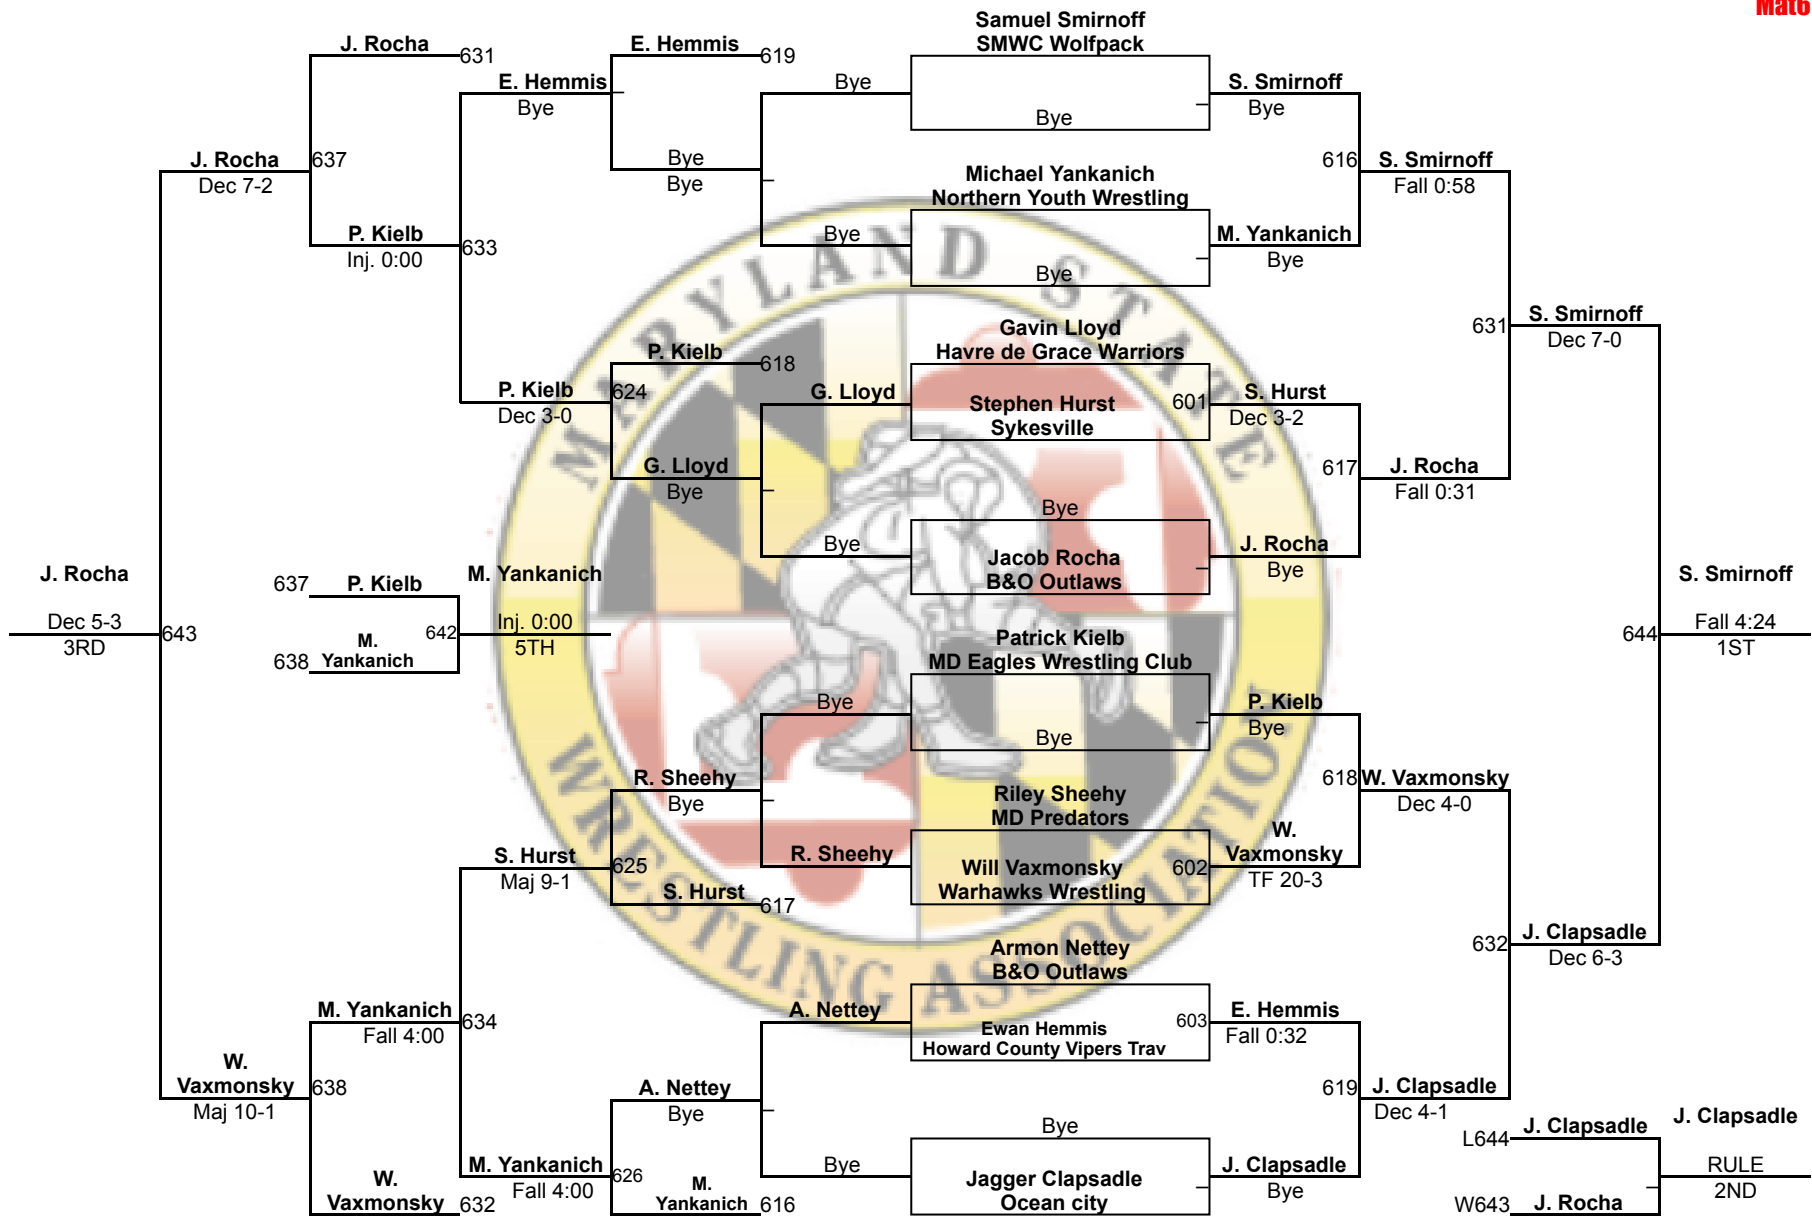 Mat6
Samuel Smirnoff
SMWC Wolfpack
J. Rocha
631
E. Hemmis
619
E. Hemmis
Bye
Bye
Bye
S. Smirnoff
Bye
J. Rocha
637
Dec 7-2
Bye
Bye
616
S. Smirnoff
Fall 0:58
Michael Yankanich
Northern Youth Wrestling
P. Kielb
633
Inj. 0:00
Bye
Bye
M. Yankanich
Bye
MARYLAND STATE
WRESTLING ASSOCIATION
Gavin Lloyd
Havre de Grace Warriors
631
S. Smirnoff
Dec 7-0
P. Kielb
618
P. Kielb
624
Dec 3-0
G. Lloyd
Stephen Hurst
Sykesville
601
S. Hurst
Dec 3-2
G. Lloyd
Bye
617
J. Rocha
Fall 0:31
Bye
Bye
Jacob Rocha
B&O Outlaws
J. Rocha
Bye
J. Rocha
Dec 5-3
3RD
643
637
P. Kielb
638
M.
Yankanich
642
M. Yankanich
Inj. 0:00
5TH
S. Smirnoff
644
Fall 4:24
1ST
Patrick Kielb
MD Eagles Wrestling Club
Bye
Bye
P. Kielb
Bye
R. Sheehy
Bye
Riley Sheehy
MD Predators
618
W. Vaxmonsky
Dec 4-0
S. Hurst
625
Maj 9-1
R. Sheehy
Will Vaxmonsky
Warhawks Wrestling
602
W.
Vaxmonsky
TF 20-3
S. Hurst
617
Armon Nettey
B&O Outlaws
632
J. Clapsadle
Dec 6-3
M. Yankanich
634
Fall 4:00
A. Nettey
Ewan Hemmis
Howard County Vipers Trav
603
E. Hemmis
Fall 0:32
W.
Vaxmonsky
638
Maj 10-1
A. Nettey
Bye
619
J. Clapsadle
Dec 4-1
Bye
L644
J. Clapsadle
J. Clapsadle
M. Yankanich
626
Fall 4:00
Bye
Jagger Clapsadle
Ocean city
J. Clapsadle
Bye
RULE
2ND
W.
Vaxmonsky
632
M.
Yankanich
616
W643
J. Rocha